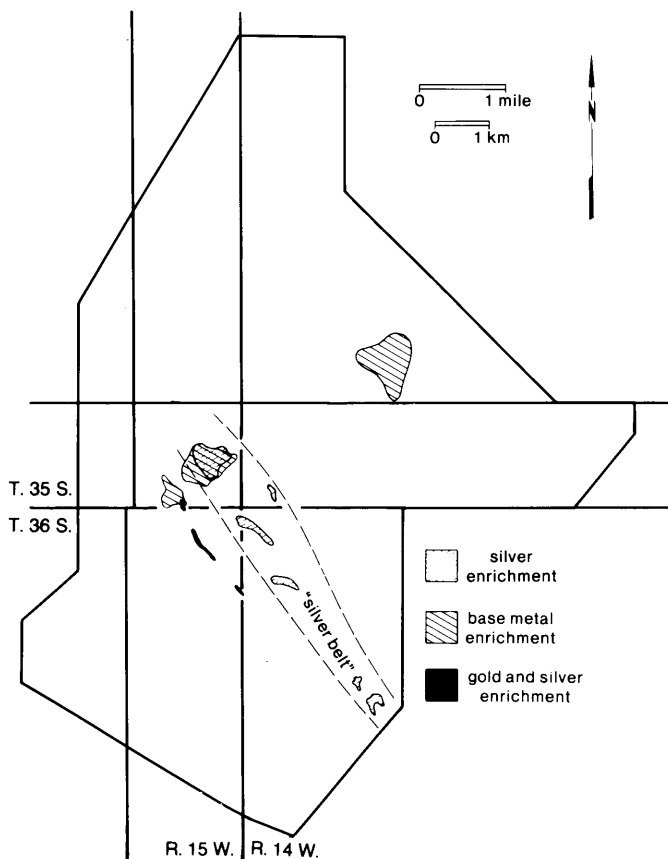 0 1 mile
0 1 km
N
T. 35 S.
T. 36 S.
"silver belt"
silver
enrichment
base metal
enrichment
gold and silver
enrichment
R. 15 W. R. 14 W.